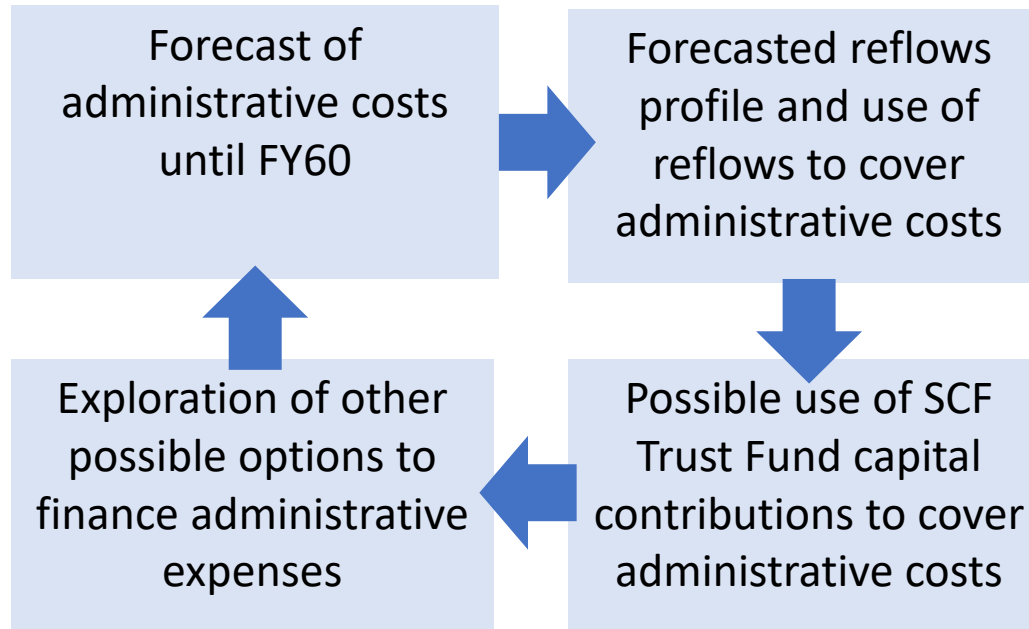 Forecast of
administrative costs
until FY60
Forecasted reflows
profile and use of
reflows to cover
administrative costs
Exploration of other
possible options to
finance administrative
expenses
Possible use of SCF
Trust Fund capital
contributions to cover
administrative costs